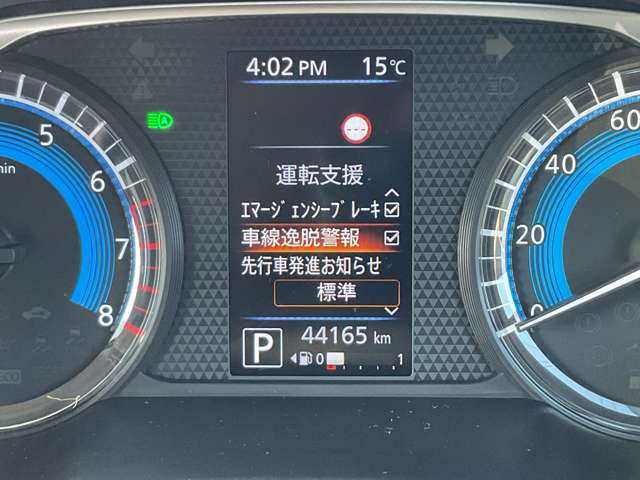 4:02 PM 15℃
運転支援
エマージェンシーブレーキ
車線逸脱警報
先行車発進お知らせ
標準
P 44165 km
0 1
min
5
6
7
8
60
40
20
0
A